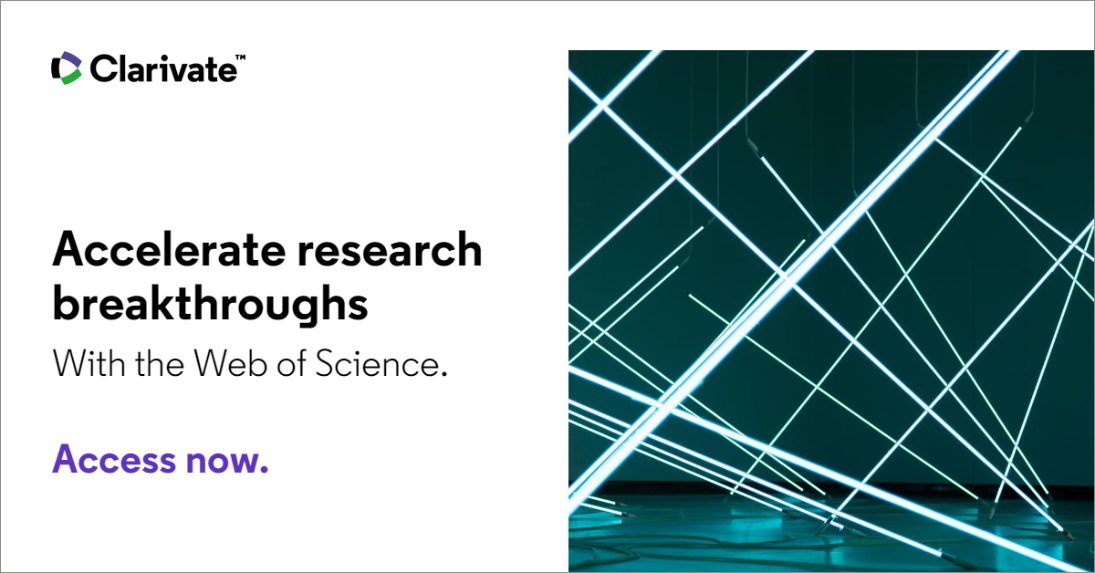 Clarivate™
Accelerate research
breakthroughs
With the Web of Science.
Access now.